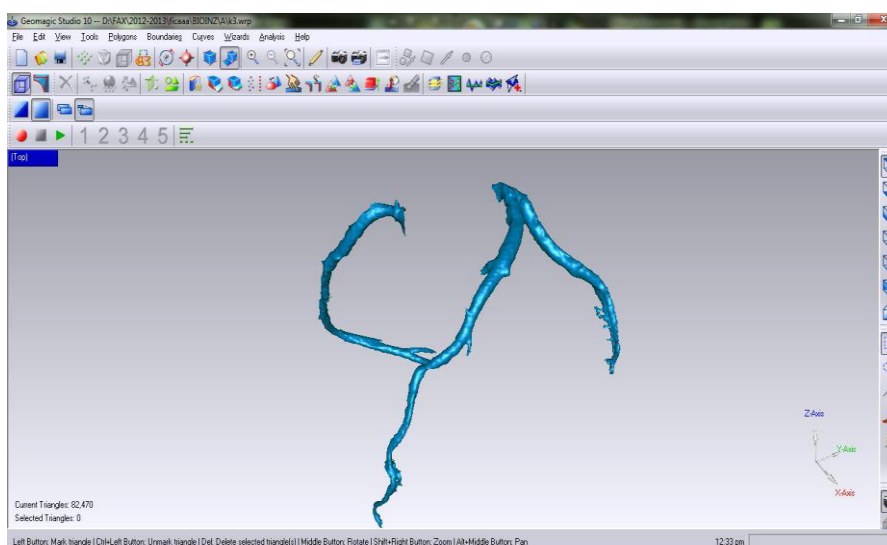 Geomagic Studio 10 -- D:\FAX\2012-2013\ficaaa\BIOINZ\A\k3.wrp
File Edit View Tools Polygons Boundaries Curves Wizards Analysis Help
1 2 3 4 5
(Top)
Z-Axis
Y-Axis
X-Axis
Current Triangles: 82,470
Selected Triangles: 0
Left Button: Mark triangle | Ctrl+Left Button: Unmark triangle | Del: Delete selected triangle(s) | Middle Button: Rotate | Shift+Right Button: Zoom | Alt+Middle Button: Pan
12:33 pm